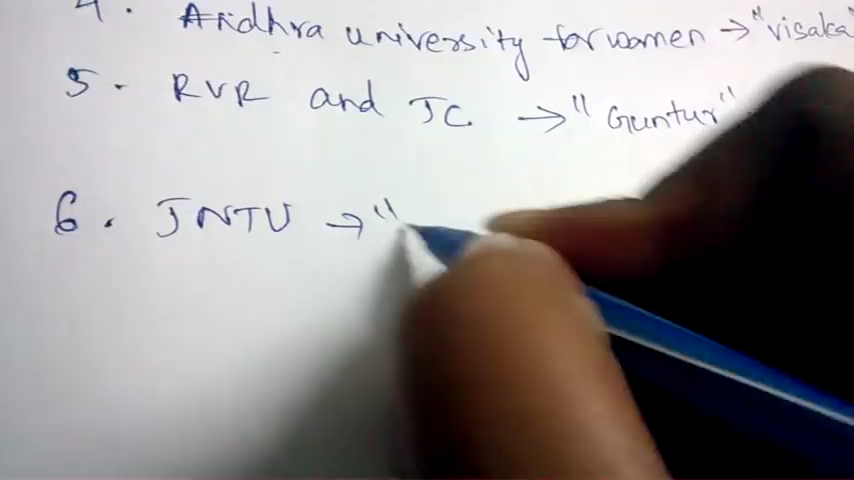 4. Andhra university for women → "visaka"
5. RVR and JC → "Guntur"
6. JNTU → "